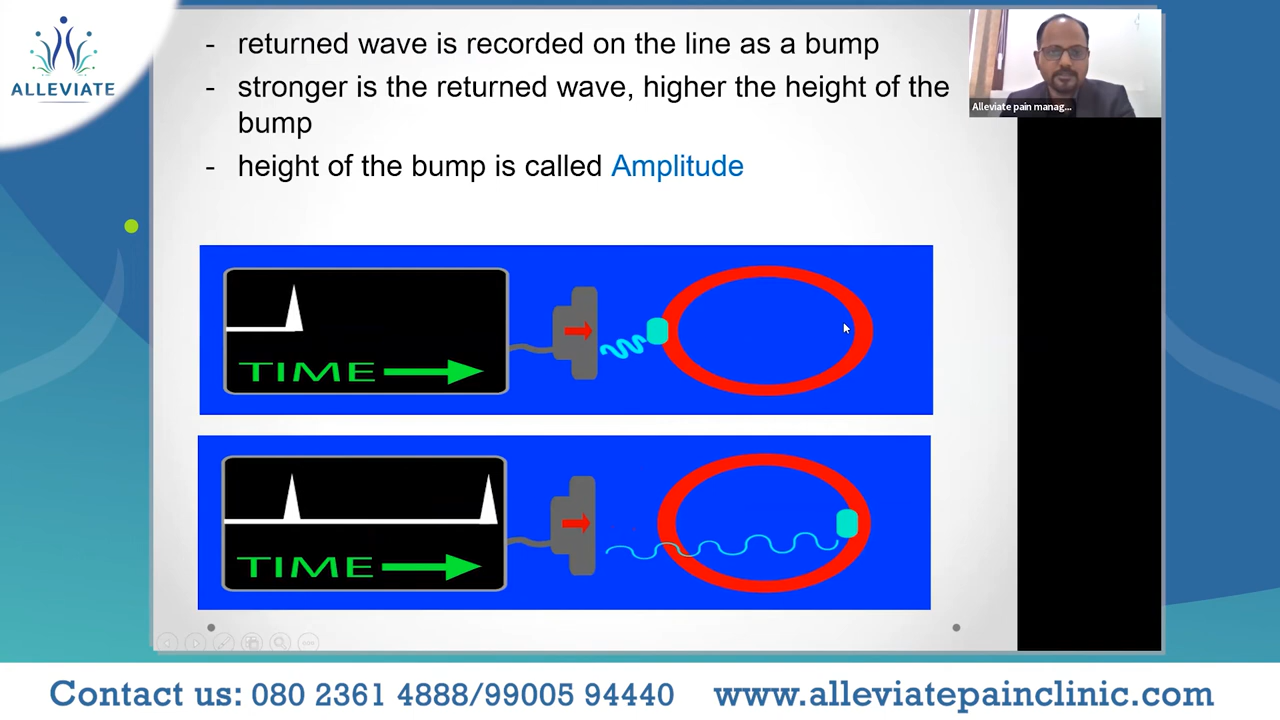 ALLEVIATE
- returned wave is recorded on the line as a bump
- stronger is the returned wave, higher the height of the
bump
- height of the bump is called Amplitude
Alleviate pain manag...
TIME
TIME
Contact us: 080 2361 4888/99005 94440 www.alleviatepainclinic.com